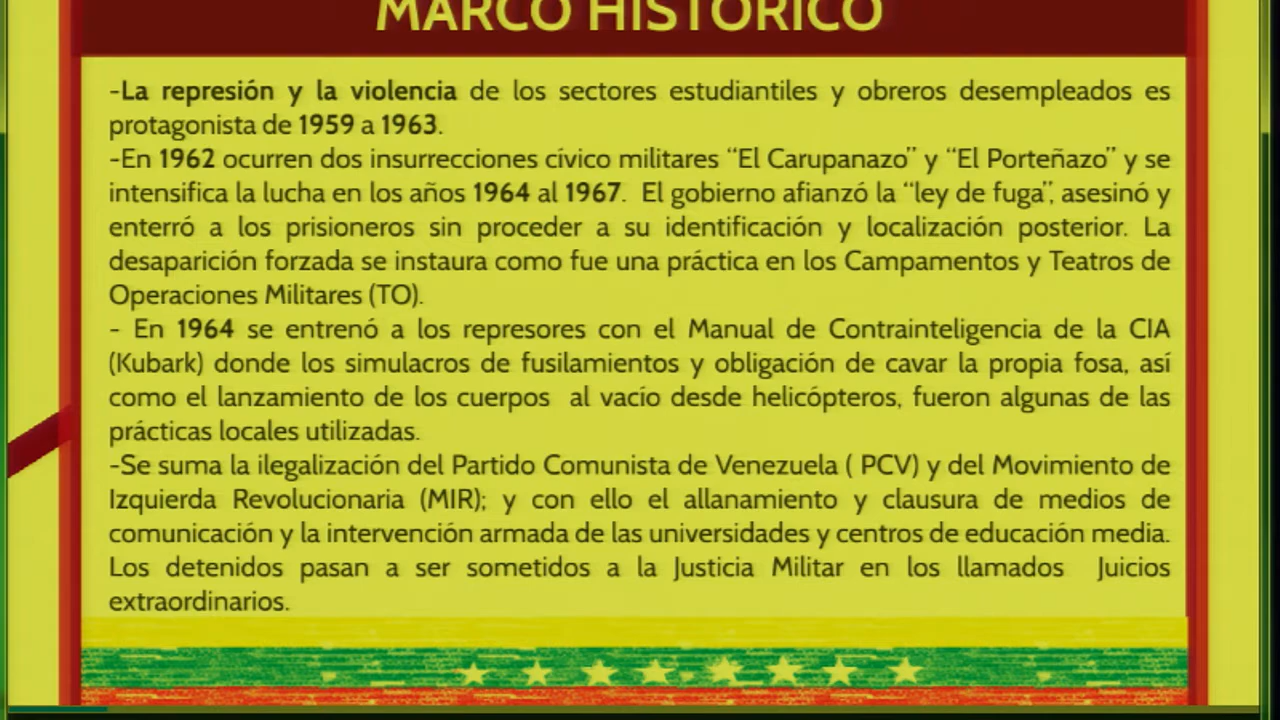 MARCO HISTÓRICO
-La represión y la violencia de los sectores estudiantiles y obreros desempleados es
protagonista de 1959 a 1963.
-En 1962 ocurren dos insurrecciones cívico militares “El Carupanazo” y “El Porteñazo” y se
intensifica la lucha en los años 1964 al 1967. El gobierno afianzó la “ley de fuga”, asesinó y
enterró a los prisioneros sin proceder a su identificación y localización posterior. La
desaparición forzada se instaura como fue una práctica en los Campamentos y Teatros de
Operaciones Militares (TO).
- En 1964 se entrenó a los represores con el Manual de Contrainteligencia de la CIA
(Kubark) donde los simulacros de fusilamientos y obligación de cavar la propia fosa, así
como el lanzamiento de los cuerpos al vacío desde helicópteros, fueron algunas de las
prácticas locales utilizadas.
-Se suma la ilegalización del Partido Comunista de Venezuela ( PCV) y del Movimiento de
Izquierda Revolucionaria (MIR); y con ello el allanamiento y clausura de medios de
comunicación y la intervención armada de las universidades y centros de educación media.
Los detenidos pasan a ser sometidos a la Justicia Militar en los llamados Juicios
extraordinarios.